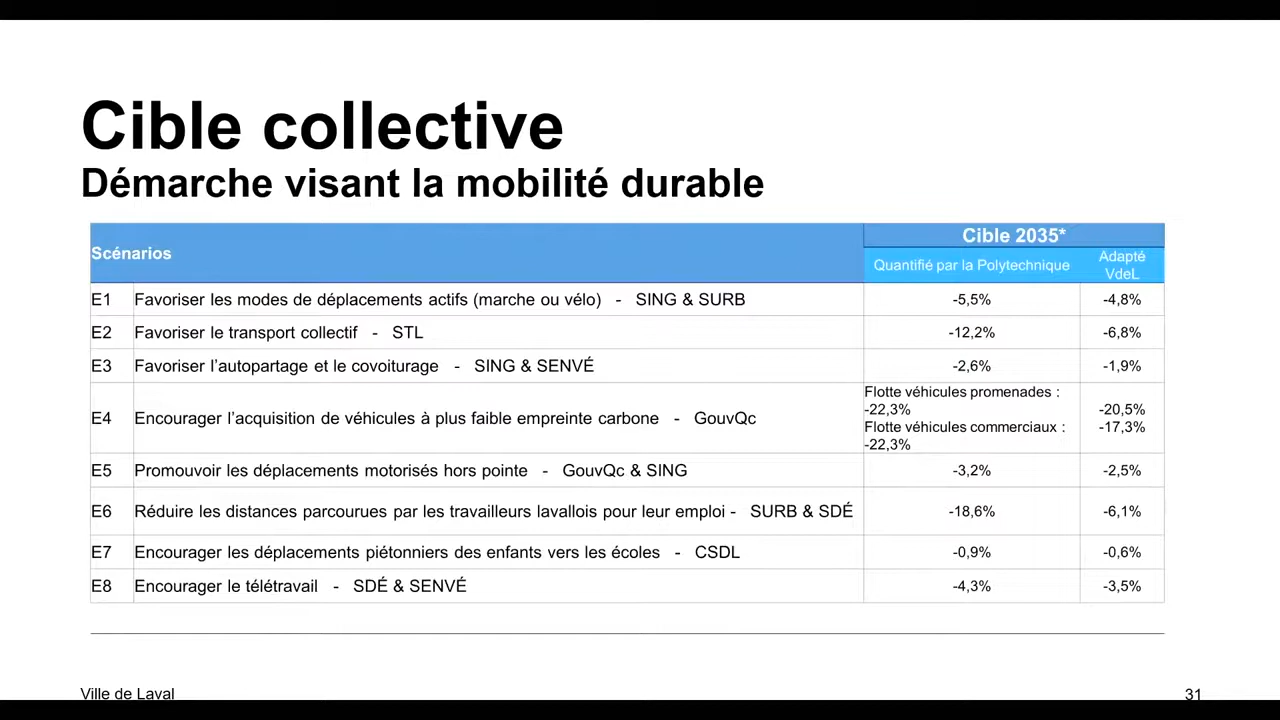 Cible collective
Démarche visant la mobilité durable
Scénarios
Cible 2035*
Quantifié par la Polytechnique
Adapté
VdeL
E1 Favoriser les modes de déplacements actifs (marche ou vélo) - SING & SURB -5,5% -4,8%
E2 Favoriser le transport collectif - STL -12,2% -6,8%
E3 Favoriser l’autopartage et le covoiturage - SING & SENVÉ -2,6% -1,9%
E4 Encourager l’acquisition de véhicules à plus faible empreinte carbone - GouvQc
Flotte véhicules promenades :
-22,3%
Flotte véhicules commerciaux :
-22,3%
-20,5%
-17,3%
E5 Promouvoir les déplacements motorisés hors pointe - GouvQc & SING -3,2% -2,5%
E6 Réduire les distances parcourues par les travailleurs lavallois pour leur emploi - SURB & SDÉ -18,6% -6,1%
E7 Encourager les déplacements piétonniers des enfants vers les écoles - CSDL -0,9% -0,6%
E8 Encourager le télétravail - SDÉ & SENVÉ -4,3% -3,5%
Ville de Laval
31